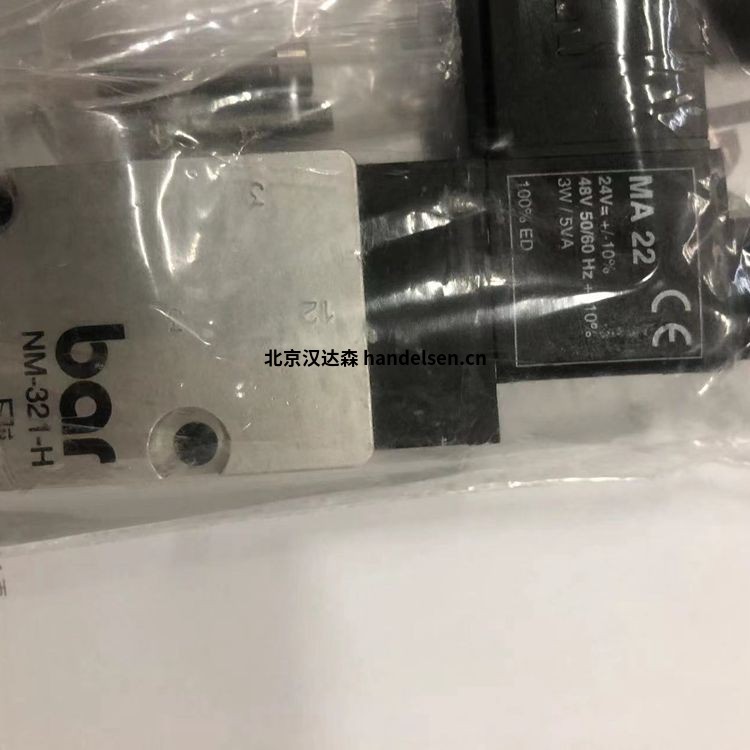 3
12
bar
NM-321-H
MA 22
24V= +/-10%
48V 50/60 Hz +/-10%
3W / 5VA
100% ED
CE
北京汉达森 handelsen.cn